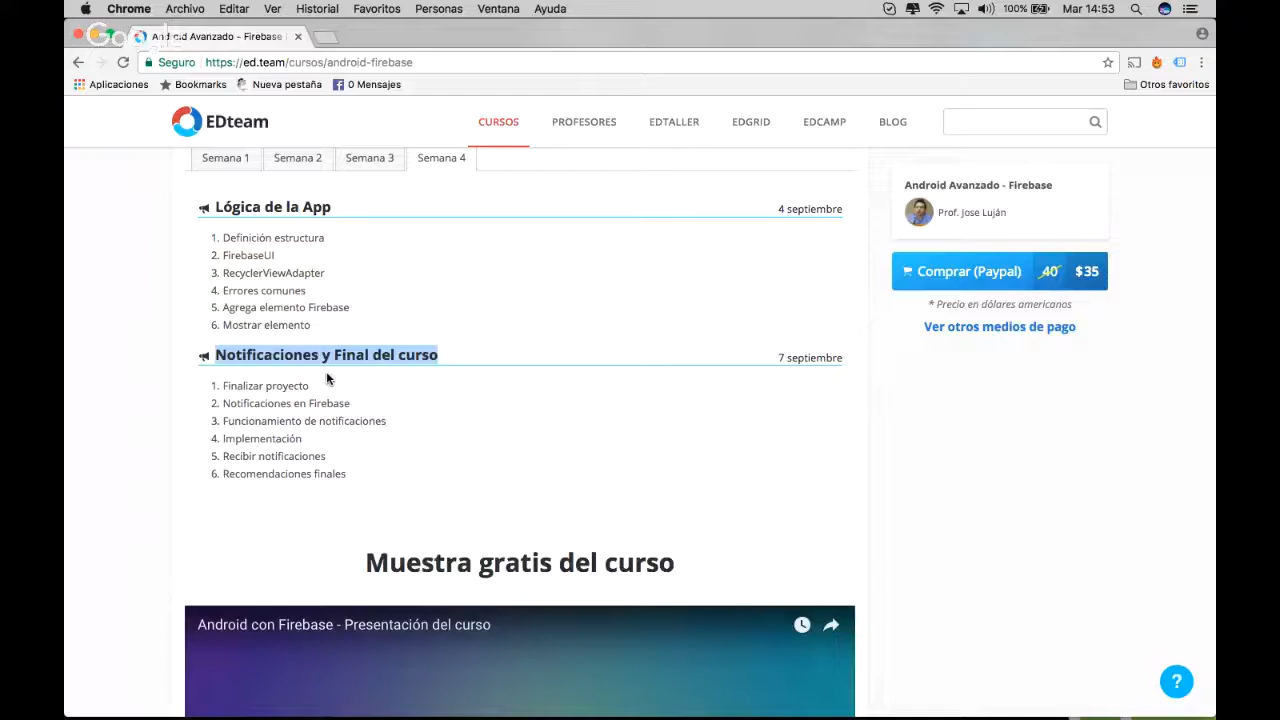 Chrome Archivo Editar Ver Historial Favoritos Personas Ventana Ayuda 100% Mar 14:53
Google
Android Avanzado - Firebase
Seguro https://ed.team/cursos/android-firebase
Aplicaciones Bookmarks Nueva pestaña 0 Mensajes Otros favoritos
EDteam CURSOS PROFESORES EDTALLER EDGRID EDCAMP BLOG
Semana 1 Semana 2 Semana 3 Semana 4
Lógica de la App 4 septiembre
1. Definición estructura
2. FirebaseUI
3. RecyclerViewAdapter
4. Errores comunes
5. Agrega elemento Firebase
6. Mostrar elemento
Notificaciones y Final del curso 7 septiembre
1. Finalizar proyecto
2. Notificaciones en Firebase
3. Funcionamiento de notificaciones
4. Implementación
5. Recibir notificaciones
6. Recomendaciones finales
Android Avanzado - Firebase
Prof. Jose Luján
Comprar (Paypal) 40 $35
* Precio en dólares americanos
Ver otros medios de pago
Muestra gratis del curso
Android con Firebase - Presentación del curso
?